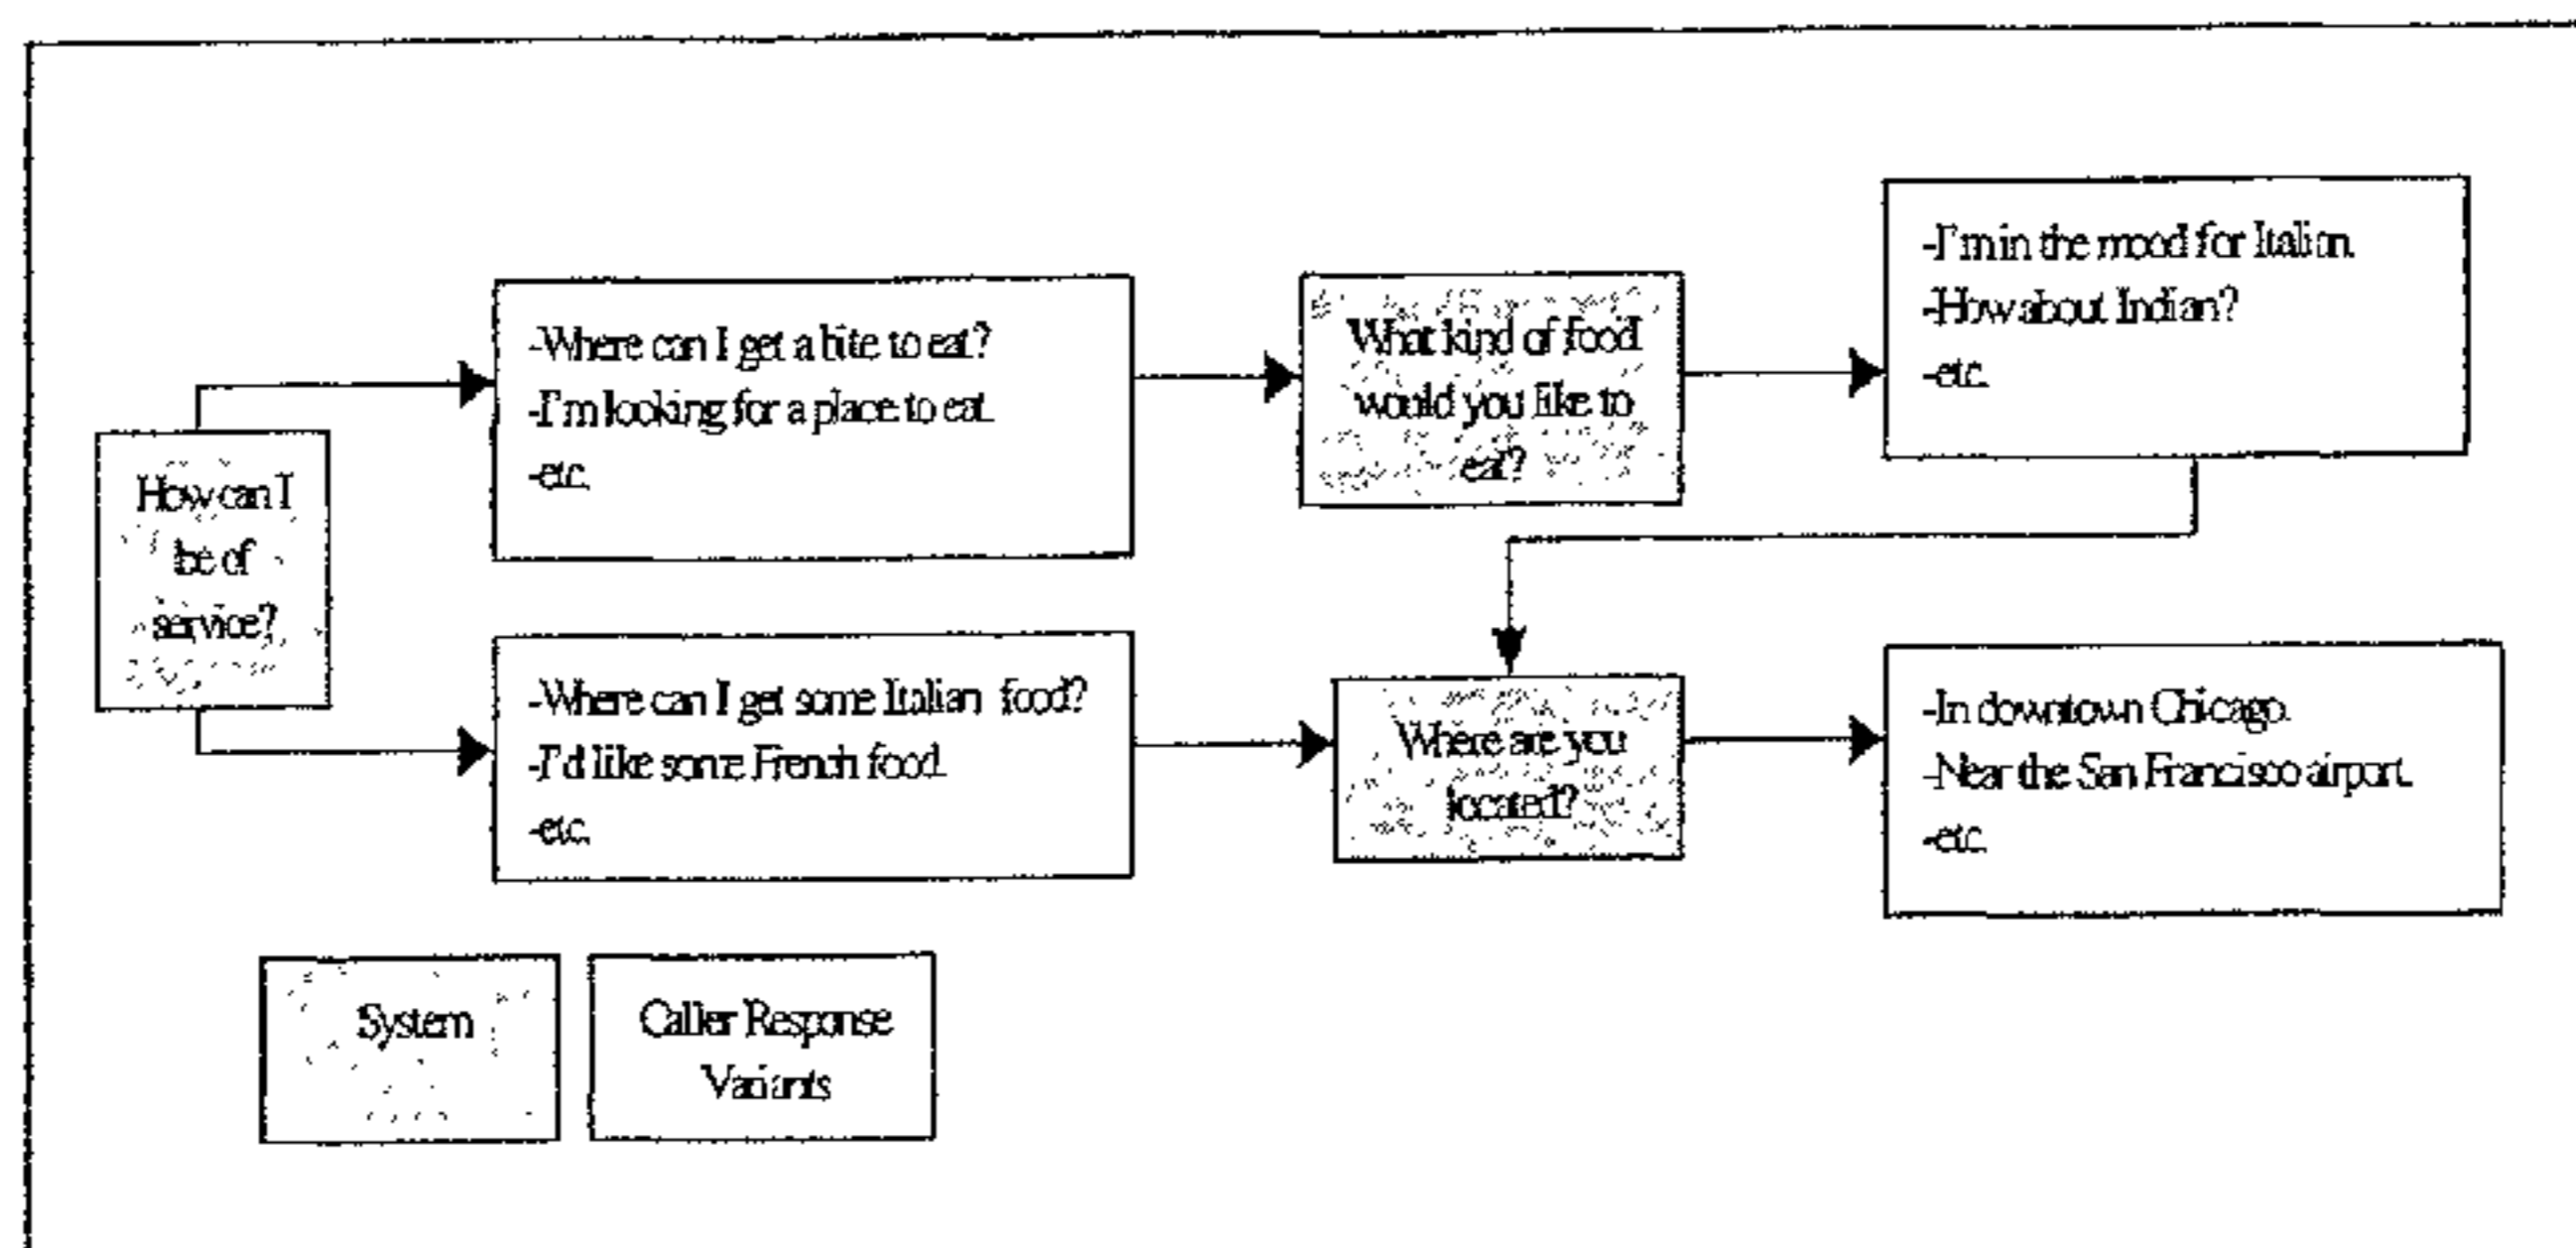 How can I
be of
service?
-Where can I get a bite to eat?
-I'm looking for a place to eat.
-etc.
What kind of food
would you like to
eat?
-I'm in the mood for Italian.
-How about Indian?
-etc.
-Where can I get some Italian food?
-I'd like some French food.
-etc.
Where are you
located?
-In downtown Chicago.
-Near the San Francisco airport.
-etc.
System
Caller Response
Variants